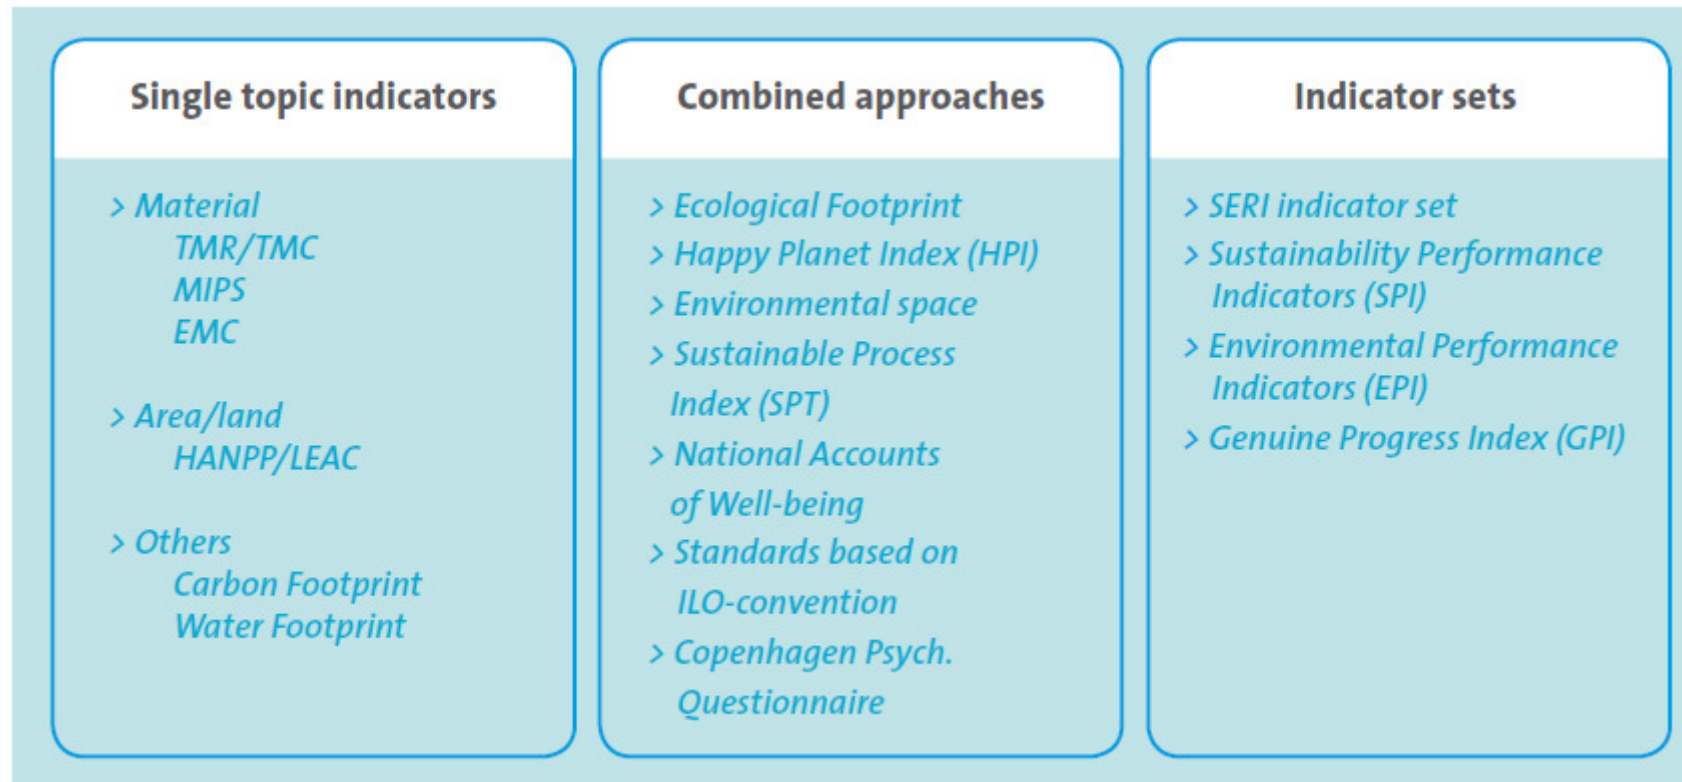 Single topic indicators
> Material
TMR/TMC
MIPS
EMC
> Area/land
HANPP/LEAC
> Others
Carbon Footprint
Water Footprint
Combined approaches
> Ecological Footprint
> Happy Planet Index (HPI)
> Environmental space
> Sustainable Process
Index (SPT)
> National Accounts
of Well-being
> Standards based on
ILO-convention
> Copenhagen Psych.
Questionnaire
Indicator sets
> SERI indicator set
> Sustainability Performance
Indicators (SPI)
> Environmental Performance
Indicators (EPI)
> Genuine Progress Index (GPI)